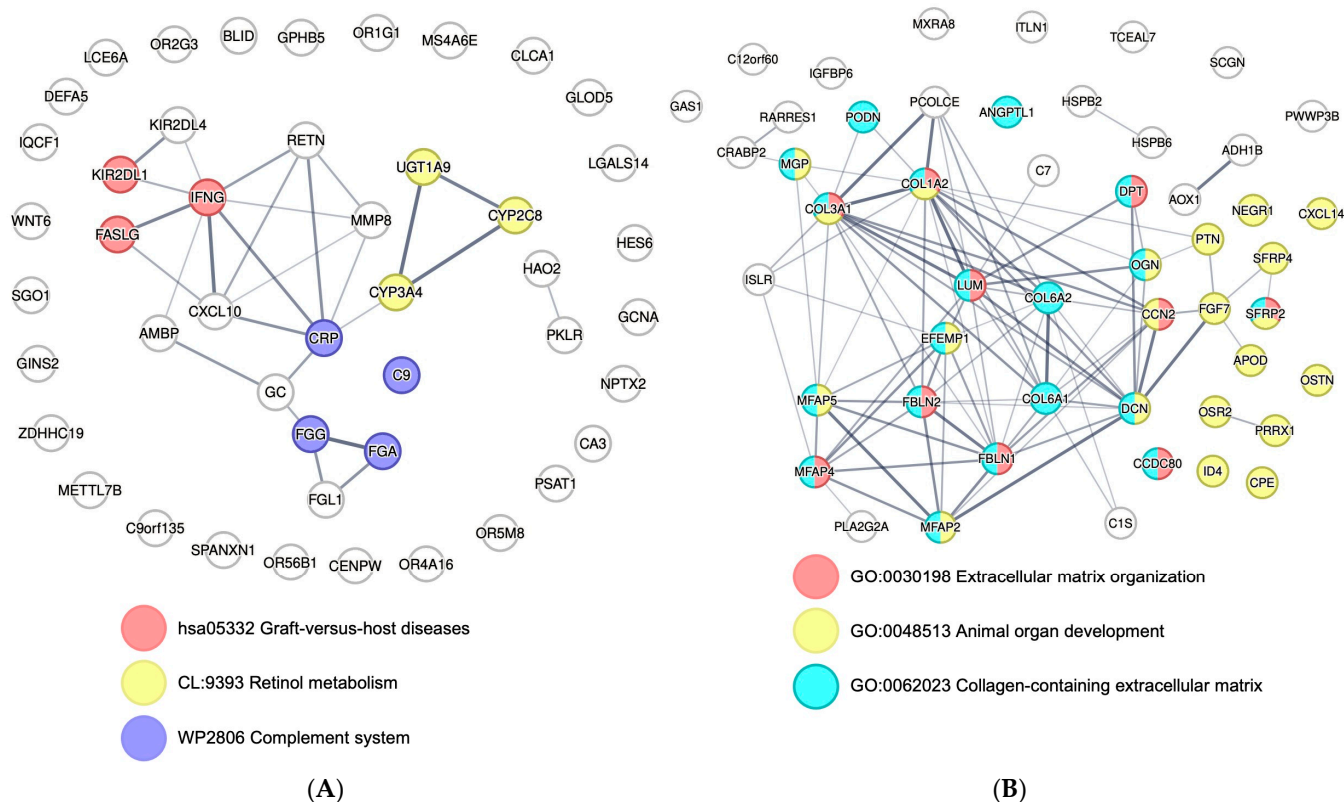 BLID
GPHB5
OR1G1
MS4A6E
OR2G3
LCE6A
CLCA1
DEFA5
GLOD5
IQCF1
KIR2DL4
RETN
LGALS14
KIR2DL1
UGT1A9
IFNG
CYP2C8
WNT6
FASLG
MMP8
HES6
HAO2
SGO1
CYP3A4
CXCL10
GCNA
AMBP
CRP
PKLR
GINS2
C9
NPTX2
GC
ZDHHC19
FGG
FGA
CA3
METTL7B
FGL1
PSAT1
C9orf135
OR5M8
SPANXN1
OR56B1
CENPW
OR4A16
hsa05332 Graft-versus-host diseases
CL:9393 Retinol metabolism
WP2806 Complement system
(A)
MXRA8
ITLN1
TCEAL7
C12orf60
IGFBP6
SCGN
GAS1
RARRES1
PODN
PCOLCE
ANGPTL1
HSPB2
PWWP3B
CRABP2
HSPB6
MGP
C7
ADH1B
COL1A2
DPT
AOX1
COL3A1
NEGR1
CXCL14
PTN
ISLR
LUM
OGN
SFRP4
COL6A2
CCN2
FGF7
SFRP2
EFEMP1
APOD
MFAP5
FBLN2
COL6A1
DCN
OSTN
OSR2
PRRX1
MFAP4
FBLN1
CCDC80
ID4
CPE
PLA2G2A
MFAP2
C1S
GO:0030198 Extracellular matrix organization
GO:0048513 Animal organ development
GO:0062023 Collagen-containing extracellular matrix
(B)